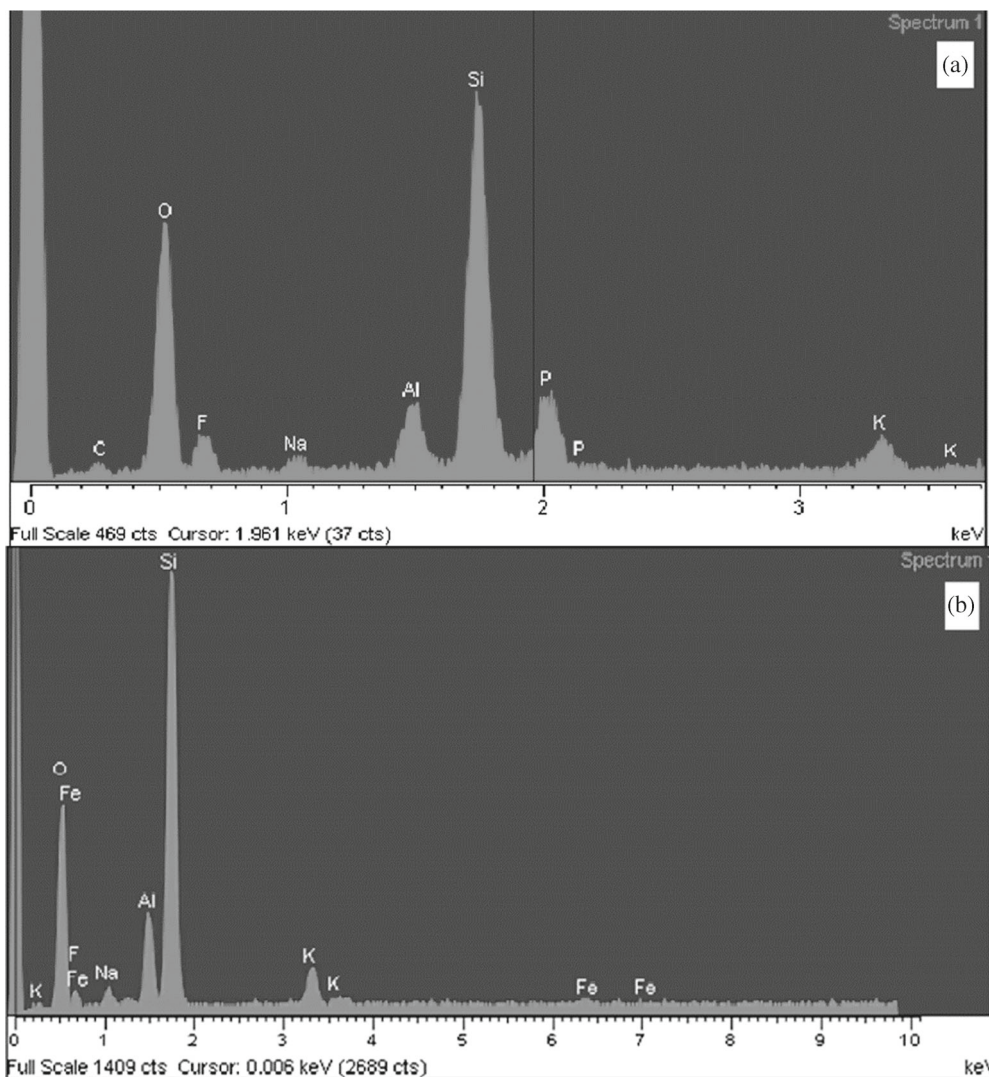 Spectrum 1
(a)
Si
O
P
Al
F
K
Na
C
P
K
0 1 2 3
Full Scale 469 cts Cursor: 1.961 keV (37 cts) keV
Si
Spectrum
(b)
O
Fe
Al
F
K
Na
Fe
K
K
Fe Fe
0 1 2 3 4 5 6 7 8 9 10
Full Scale 1409 cts Cursor: 0.006 keV (2689 cts) keV